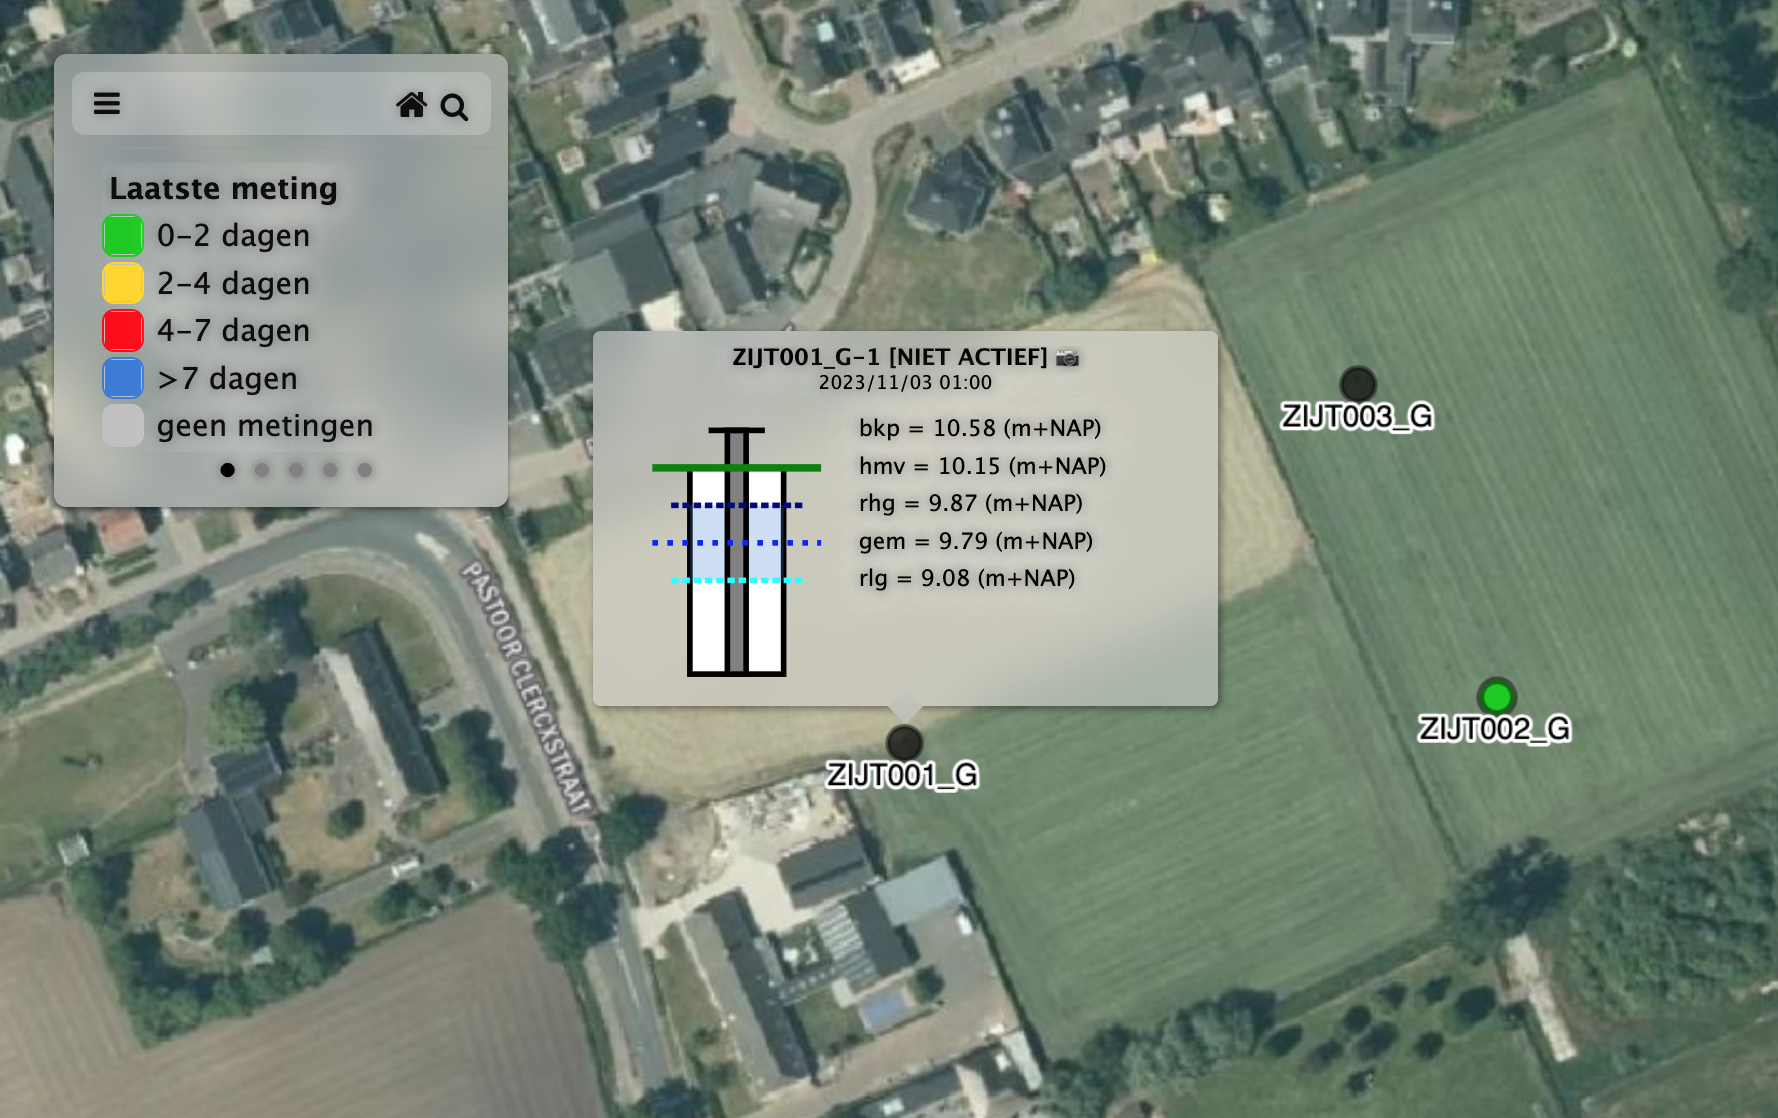 Laatste meting
0-2 dagen
2-4 dagen
4-7 dagen
>7 dagen
geen metingen
ZIJT001_G-1 [NIET ACTIEF]
2023/11/03 01:00
bkp = 10.58 (m+NAP)
hmv = 10.15 (m+NAP)
rhg = 9.87 (m+NAP)
gem = 9.79 (m+NAP)
rlg = 9.08 (m+NAP)
ZIJT003_G
ZIJT002_G
ZIJT001_G
PASTOOR CLERCXSTRAAT